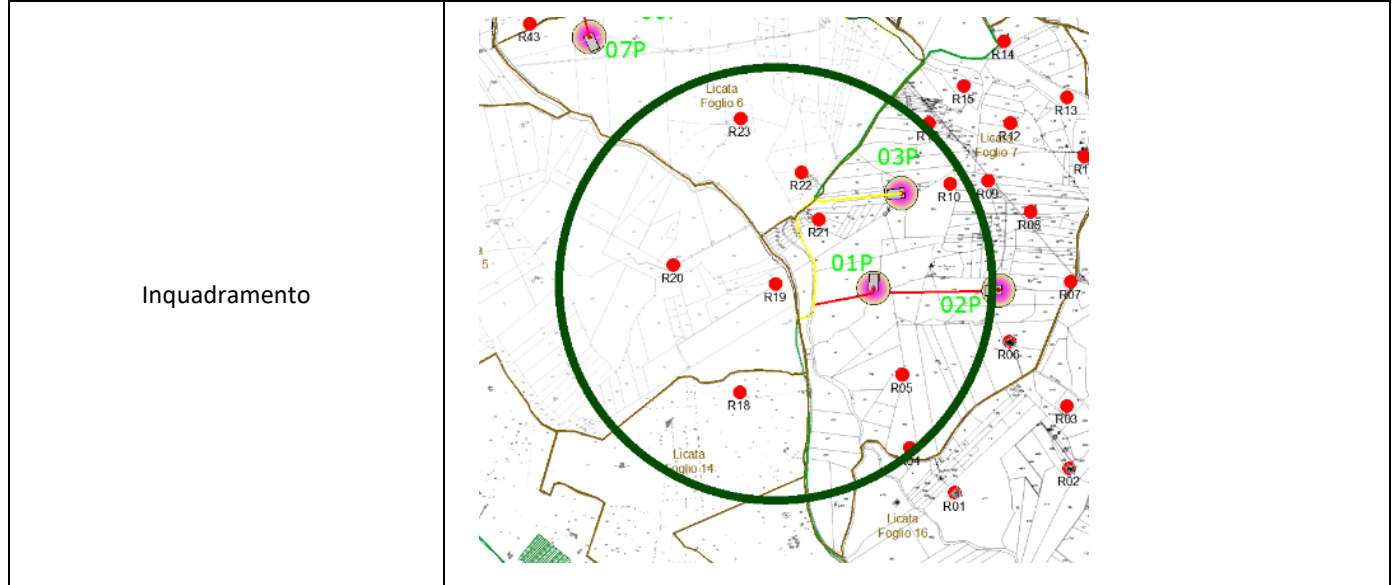 Inquadramento
R43
07P
R14
Licata
Foglio 6
R15
R13
R23
R12
Licata
Foglio 7
03P
R22
R10
R09
R08
R21
01P
R20
R19
R07
02P
R06
R05
R18
R03
Licata
Foglio 14
R04
R02
R01
Licata
Foglio 16
5